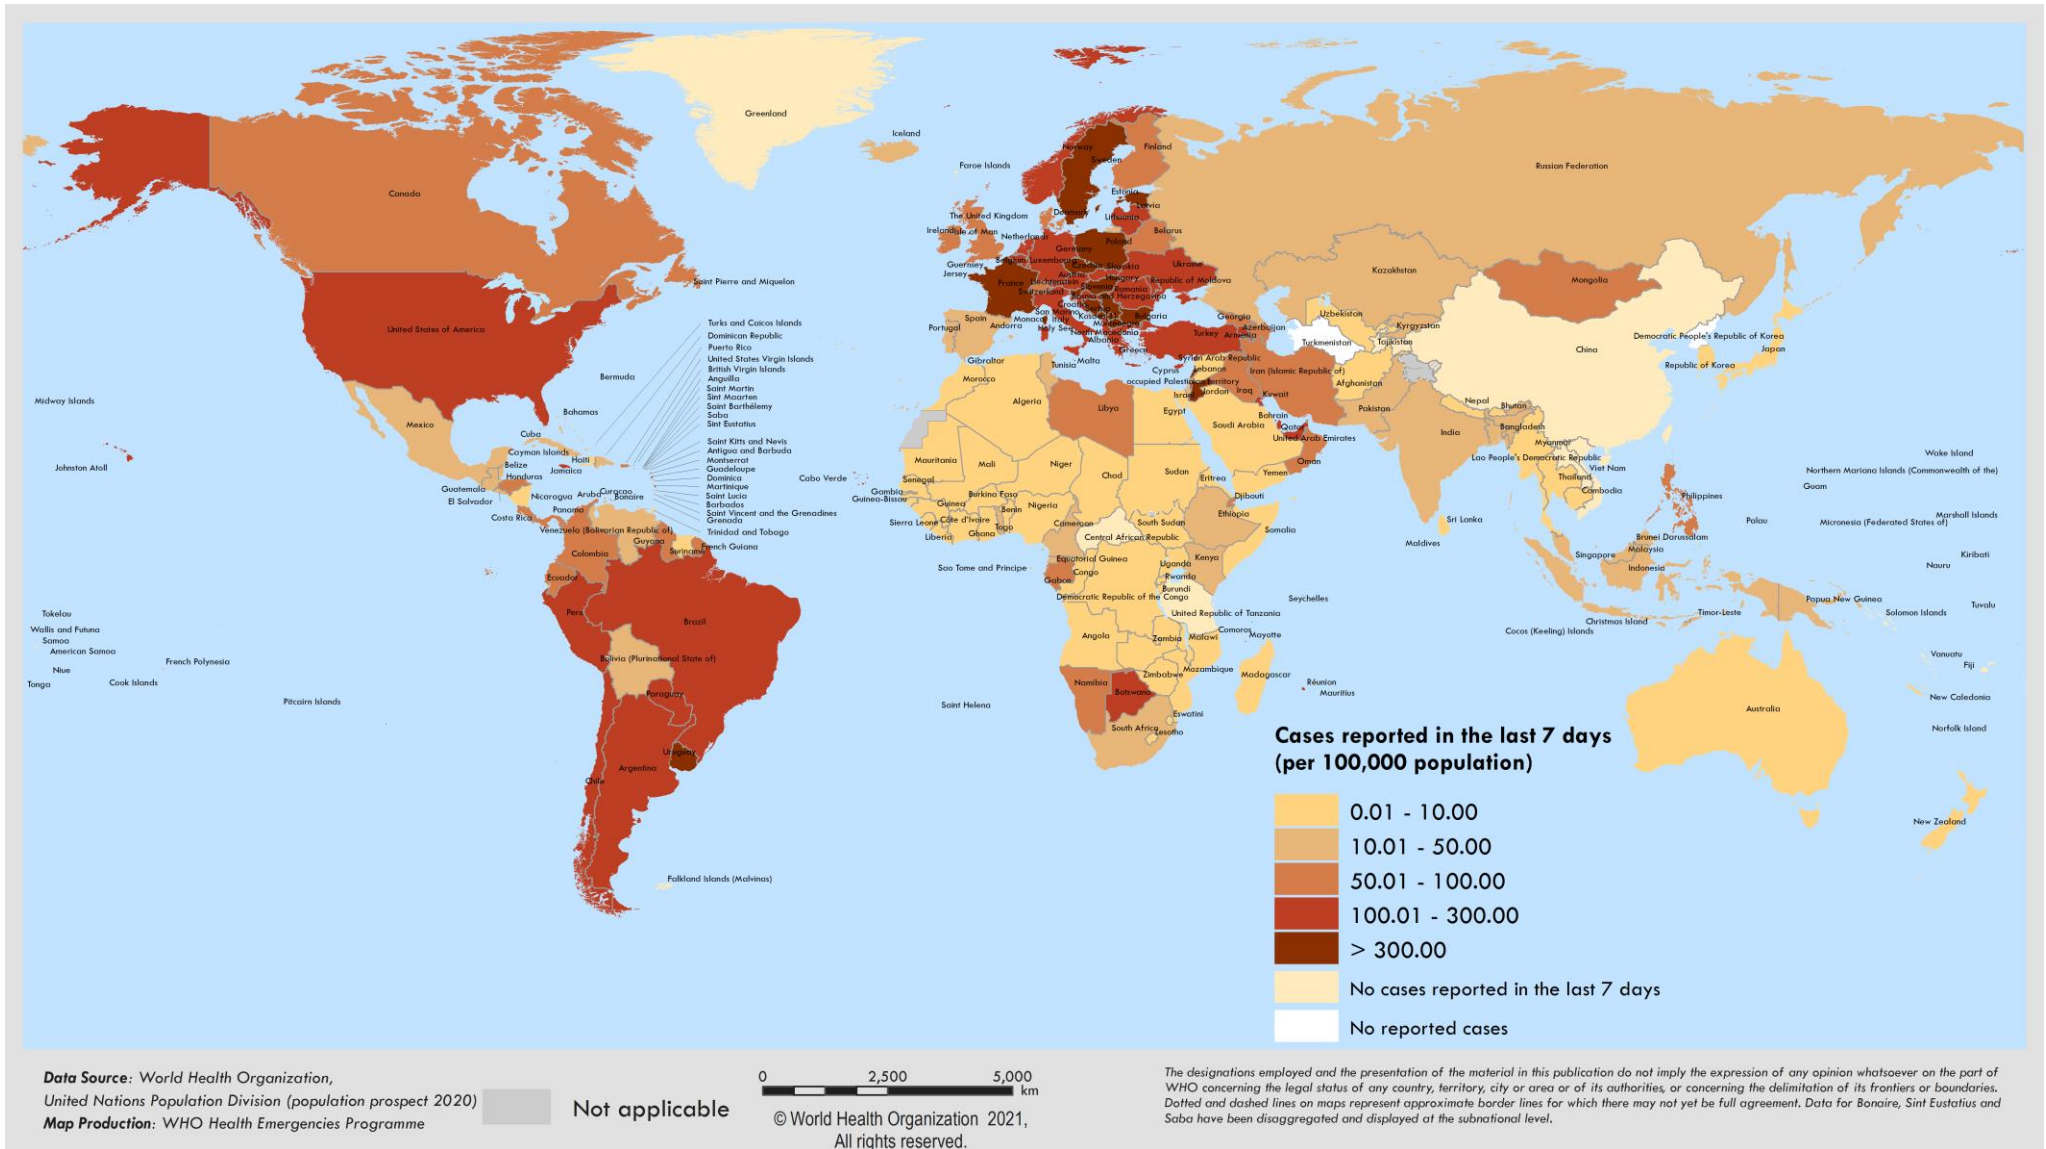 Greenland
Iceland
Faroe Islands
Norway
Sweden
Finland
Russian Federation
Canada
Estonia
Latvia
Denmark
Lithuania
The United Kingdom
Ireland
Isle of Man
Netherlands
Belarus
Poland
Germany
Guernsey
Jersey
Belgium
Luxembourg
Czechia
Slovakia
Ukraine
Austria
Hungary
Republic of Moldova
France
Liechtenstein
Switzerland
Slovenia
Romania
Bosnia and Herzegovina
Croatia
San Marino
Serbia
Monaco
Italy
Kosovo[1]
Bulgaria
Montenegro
Holy See
North Macedonia
Albania
Greece
Spain
Andorra
Portugal
Gibraltar
Malta
Tunisia
Turkey
Georgia
Armenia
Azerbaijan
Kazakhstan
Mongolia
Uzbekistan
Kyrgyzstan
Turkmenistan
Tajikistan
Democratic People's Republic of Korea
China
Japan
Republic of Korea
Saint Pierre and Miquelon
United States of America
Turks and Caicos Islands
Dominican Republic
Puerto Rico
United States Virgin Islands
British Virgin Islands
Anguilla
Saint Martin
Sint Maarten
Saint Barthélemy
Saba
Sint Eustatius
Saint Kitts and Nevis
Antigua and Barbuda
Montserrat
Guadeloupe
Dominica
Martinique
Saint Lucia
Barbados
Saint Vincent and the Grenadines
Grenada
Trinidad and Tobago
French Guiana
Bermuda
Bahamas
Midway Islands
Johnston Atoll
Mexico
Cuba
Cayman Islands
Haiti
Belize
Jamaica
Honduras
Guatemala
El Salvador
Nicaragua
Aruba
Curacao
Bonaire
Panama
Costa Rica
Venezuela (Bolivarian Republic of)
Guyana
Suriname
Colombia
Ecuador
Peru
Brazil
Bolivia (Plurinational State of)
Paraguay
Uruguay
Argentina
Chile
Falkland Islands (Malvinas)
Tokelau
Wallis and Futuna
Samoa
American Samoa
Niue
Tonga
Cook Islands
French Polynesia
Pitcairn Islands
Cyprus
Syrian Arab Republic
Lebanon
occupied Palestinian territory
Israel
Jordan
Iraq
Iran (Islamic Republic of)
Kuwait
Afghanistan
Pakistan
Nepal
Bhutan
Bangladesh
India
Myanmar
Lao People's Democratic Republic
Viet Nam
Thailand
Cambodia
Morocco
Algeria
Libya
Egypt
Saudi Arabia
Bahrain
Qatar
United Arab Emirates
Oman
Yemen
Cabo Verde
Mauritania
Mali
Niger
Chad
Sudan
Eritrea
Senegal
Gambia
Guinea-Bissau
Guinea
Burkina Faso
Benin
Nigeria
Djibouti
Ethiopia
Somalia
Sierra Leone
Côte d'Ivoire
Togo
Liberia
Ghana
Cameroon
South Sudan
Central African Republic
Equatorial Guinea
Uganda
Kenya
Sao Tome and Principe
Gabon
Congo
Rwanda
Burundi
Democratic Republic of the Congo
United Republic of Tanzania
Seychelles
Angola
Zambia
Malawi
Comoros
Mayotte
Mozambique
Zimbabwe
Madagascar
Réunion
Mauritius
Namibia
Botswana
Eswatini
South Africa
Lesotho
Saint Helena
Sri Lanka
Maldives
Philippines
Palau
Brunei Darussalam
Malaysia
Singapore
Indonesia
Wake Island
Northern Mariana Islands (Commonwealth of the)
Guam
Marshall Islands
Micronesia (Federated States of)
Kiribati
Nauru
Papua New Guinea
Tuvalu
Solomon Islands
Timor-Leste
Christmas Island
Cocos (Keeling) Islands
Vanuatu
Fiji
New Caledonia
Norfolk Island
Australia
New Zealand
Cases reported in the last 7 days
(per 100,000 population)
0.01 - 10.00
10.01 - 50.00
50.01 - 100.00
100.01 - 300.00
> 300.00
No cases reported in the last 7 days
No reported cases
Data Source: World Health Organization,
United Nations Population Division (population prospect 2020)
Map Production: WHO Health Emergencies Programme
Not applicable
0 2,500 5,000
km
© World Health Organization 2021,
All rights reserved.
The designations employed and the presentation of the material in this publication do not imply the expression of any opinion whatsoever on the part of
WHO concerning the legal status of any country, territory, city or area or of its authorities, or concerning the delimitation of its frontiers or boundaries.
Dotted and dashed lines on maps represent approximate border lines for which there may not yet be full agreement. Data for Bonaire, Sint Eustatius and
Saba have been disaggregated and displayed at the subnational level.